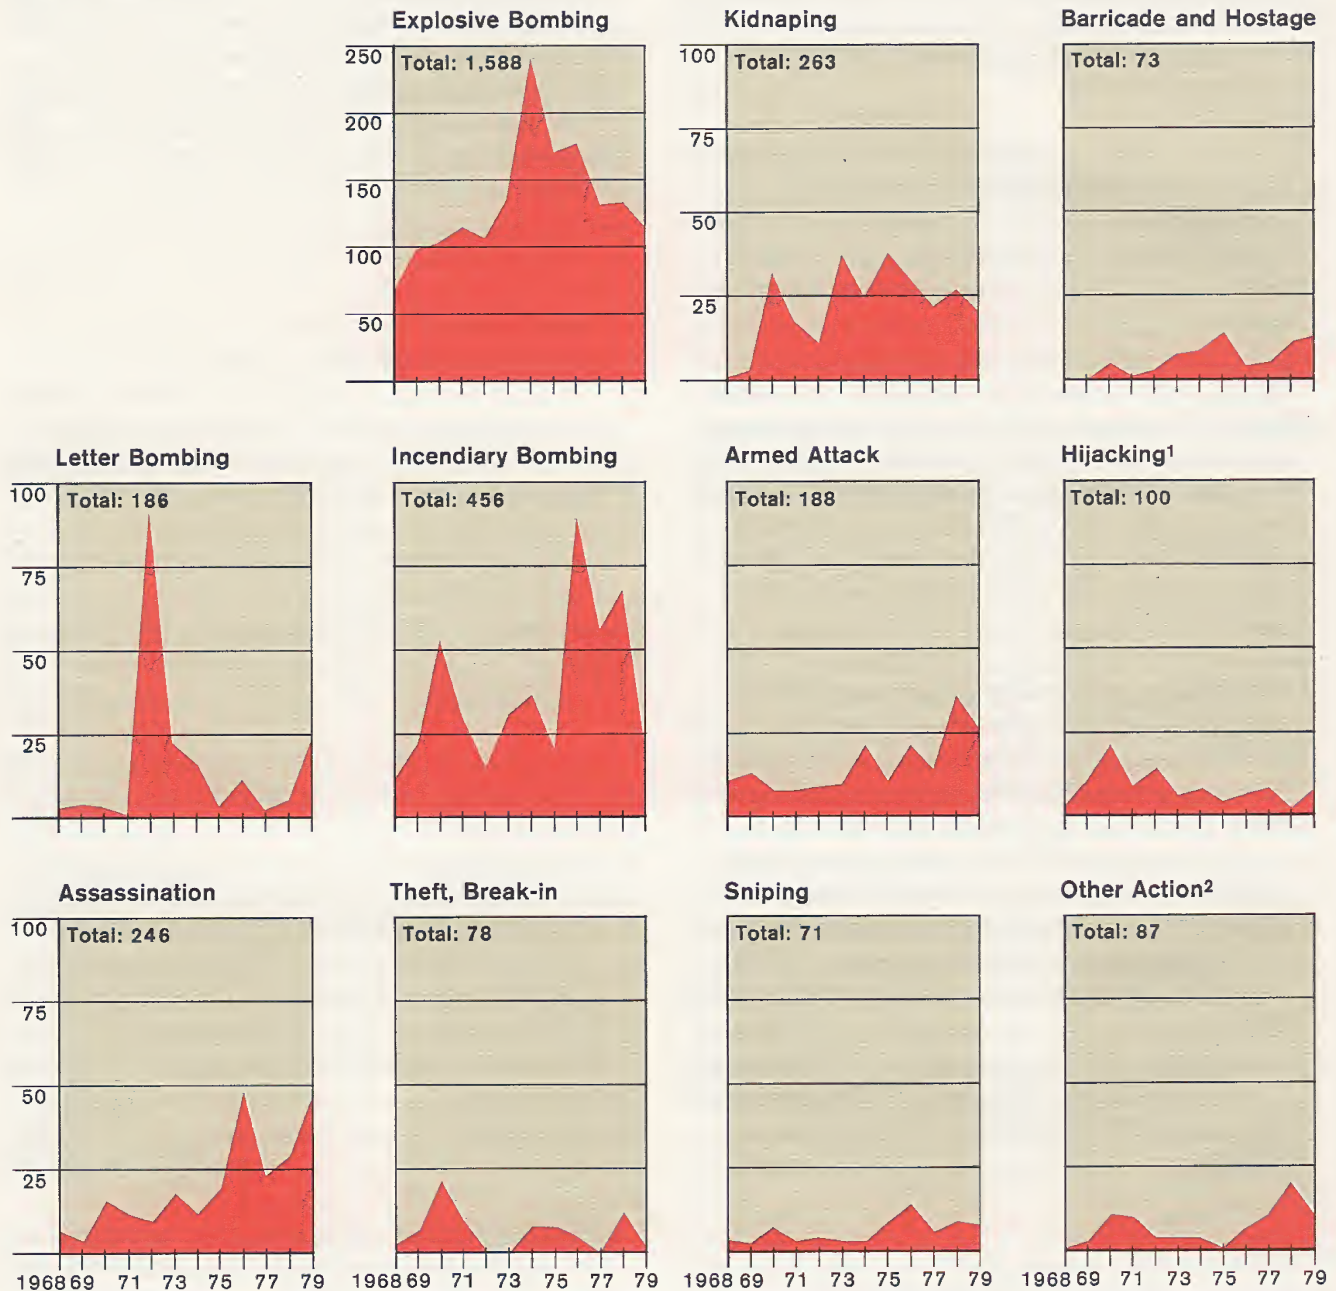 Explosive Bombing
Kidnaping
Barricade and Hostage
250
200
150
100
50
Total: 1,588
100
75
50
25
Total: 263
Total: 73
Letter Bombing
Incendiary Bombing
Armed Attack
Hijacking¹
100
75
50
25
Total: 186
Total: 456
Total: 188
Total: 100
Assassination
Theft, Break-in
Sniping
Other Action²
100
75
50
25
Total: 246
Total: 78
Total: 71
Total: 87
1968 69 71 73 75 77 79
1968 69 71 73 75 77 79
1968 69 71 73 75 77 79
1968 69 71 73 75 77 79